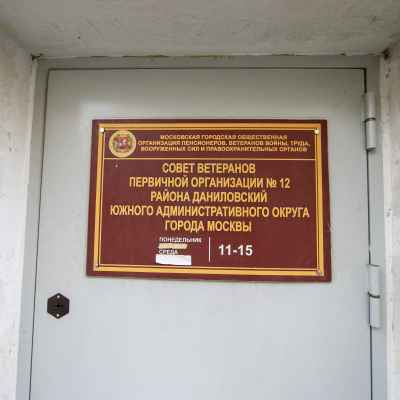 МОСКОВСКАЯ ГОРОДСКАЯ ОБЩЕСТВЕННАЯ
ОРГАНИЗАЦИЯ ПЕНСИОНЕРОВ, ВЕТЕРАНОВ ВОЙНЫ, ТРУДА,
ВООРУЖЕННЫХ СИЛ И ПРАВООХРАНИТЕЛЬНЫХ ОРГАНОВ
СОВЕТ ВЕТЕРАНОВ
ПЕРВИЧНОЙ ОРГАНИЗАЦИИ № 12
РАЙОНА ДАНИЛОВСКИЙ
ЮЖНОГО АДМИНИСТРАТИВНОГО ОКРУГА
ГОРОДА МОСКВЫ
ПОНЕДЕЛЬНИК
СРЕДА
11-15